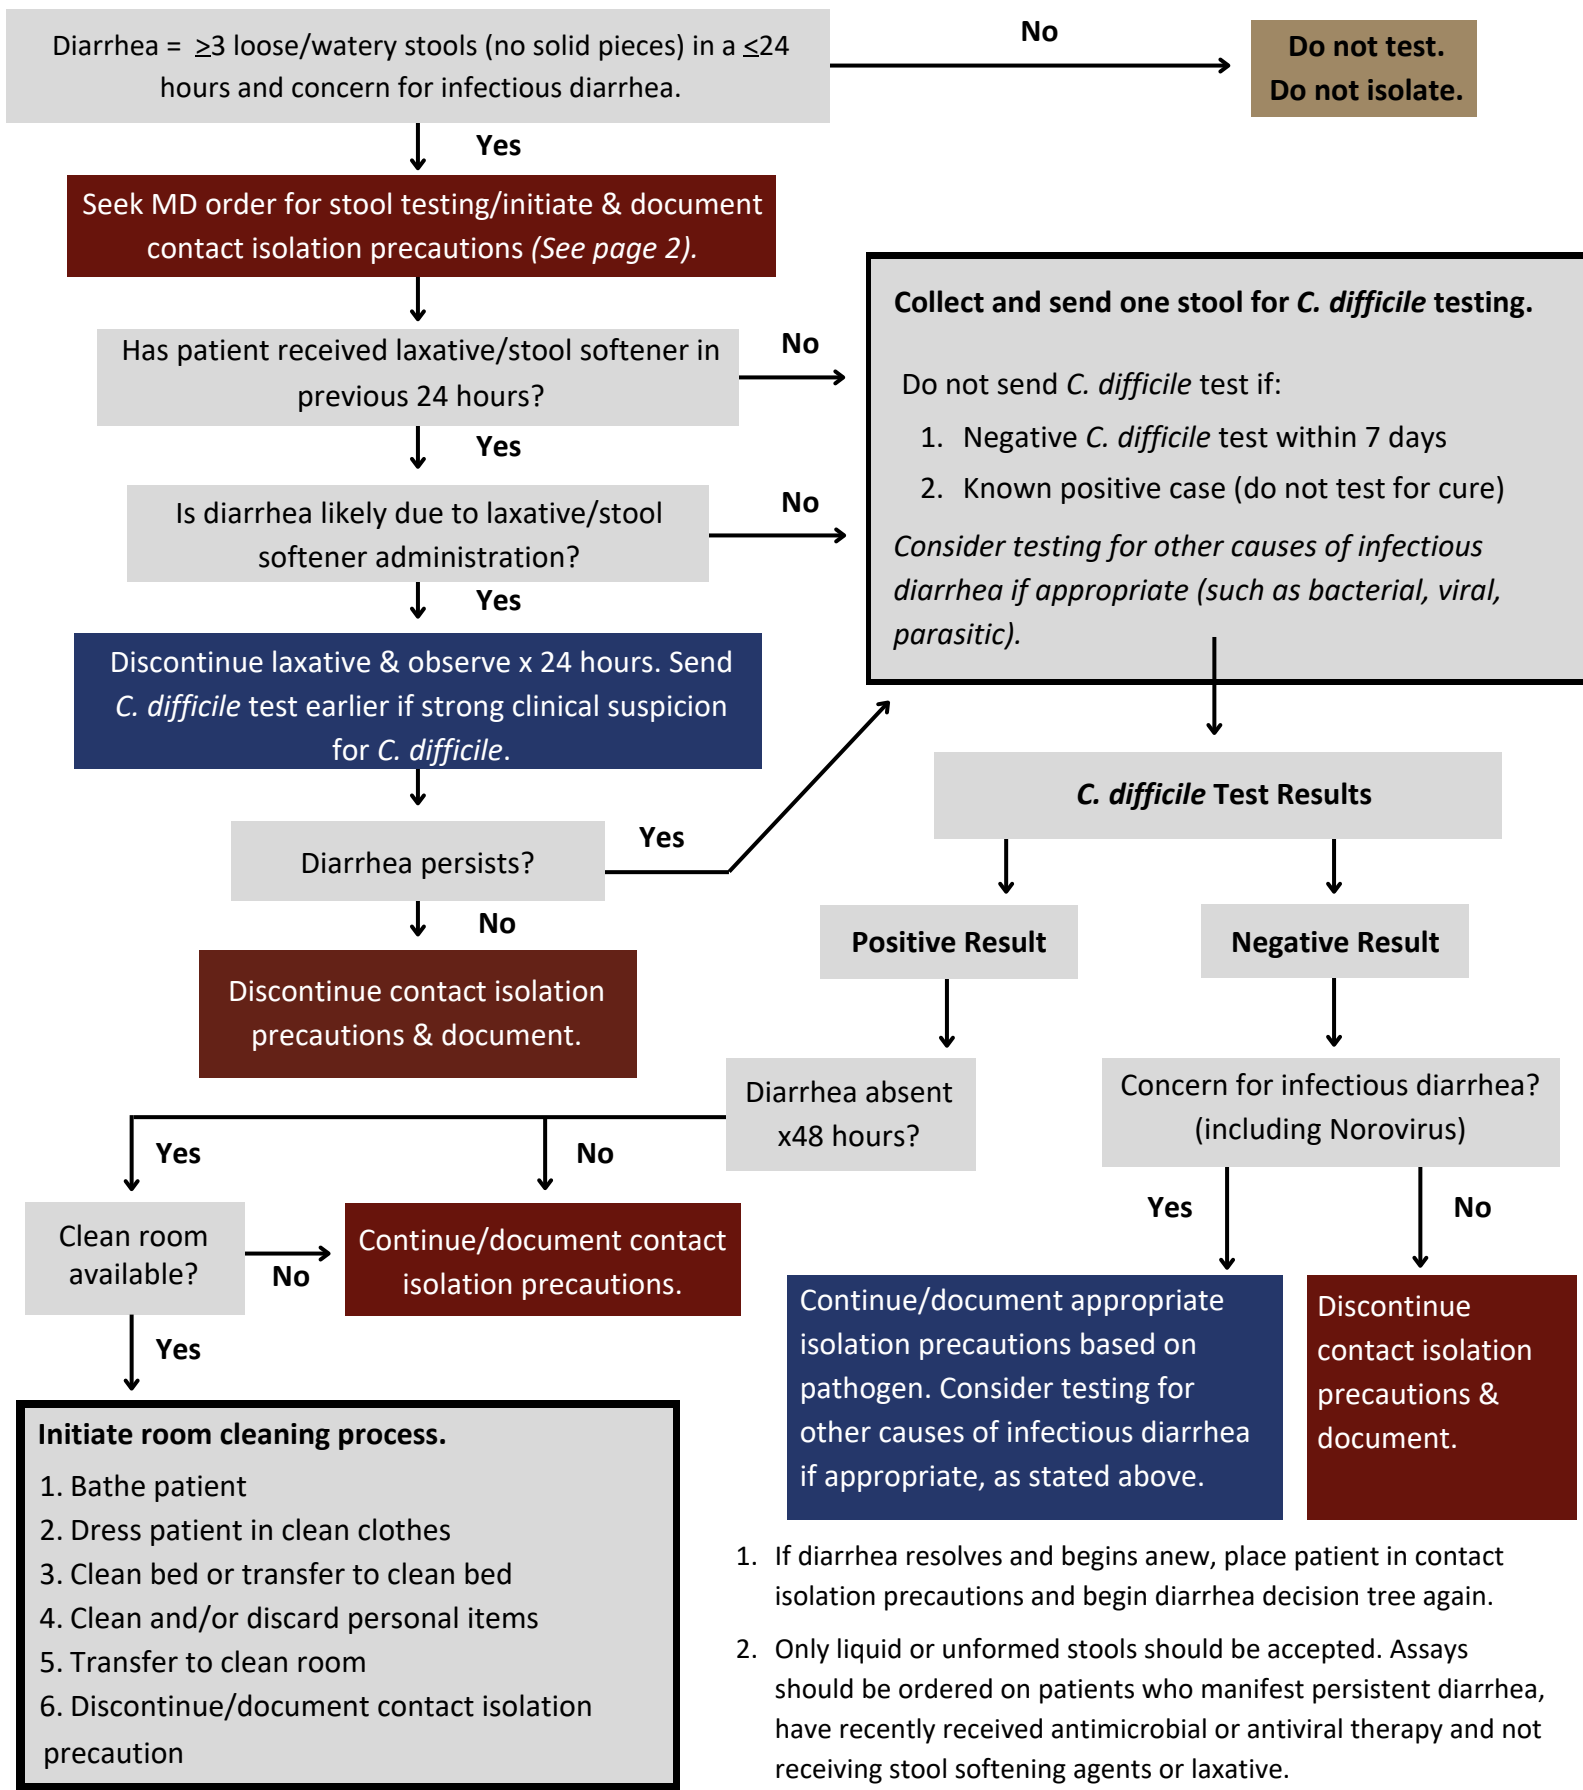 Diarrhea = ≥3 loose/watery stools (no solid pieces) in a ≤24
hours and concern for infectious diarrhea.
No
Do not test.
Do not isolate.
Yes
Seek MD order for stool testing/initiate & document
contact isolation precautions (See page 2).
Has patient received laxative/stool softener in
previous 24 hours?
No
Yes
Is diarrhea likely due to laxative/stool
softener administration?
No
Yes
Collect and send one stool for C. difficile testing.
Do not send C. difficile test if:
1. Negative C. difficile test within 7 days
2. Known positive case (do not test for cure)
Consider testing for other causes of infectious
diarrhea if appropriate (such as bacterial, viral,
parasitic).
Discontinue laxative & observe x 24 hours. Send
C. difficile test earlier if strong clinical suspicion
for C. difficile.
Diarrhea persists?
Yes
No
Discontinue contact isolation
precautions & document.
C. difficile Test Results
Positive Result
Negative Result
Diarrhea absent
x48 hours?
Yes
No
Clean room
available?
No
Continue/document contact
isolation precautions.
Yes
Initiate room cleaning process.
1. Bathe patient
2. Dress patient in clean clothes
3. Clean bed or transfer to clean bed
4. Clean and/or discard personal items
5. Transfer to clean room
6. Discontinue/document contact isolation
precaution
Concern for infectious diarrhea?
(including Norovirus)
Yes
No
Continue/document appropriate
isolation precautions based on
pathogen. Consider testing for
other causes of infectious diarrhea
if appropriate, as stated above.
Discontinue
contact isolation
precautions &
document.
1. If diarrhea resolves and begins anew, place patient in contact
isolation precautions and begin diarrhea decision tree again.
2. Only liquid or unformed stools should be accepted. Assays
should be ordered on patients who manifest persistent diarrhea,
have recently received antimicrobial or antiviral therapy and not
receiving stool softening agents or laxative.